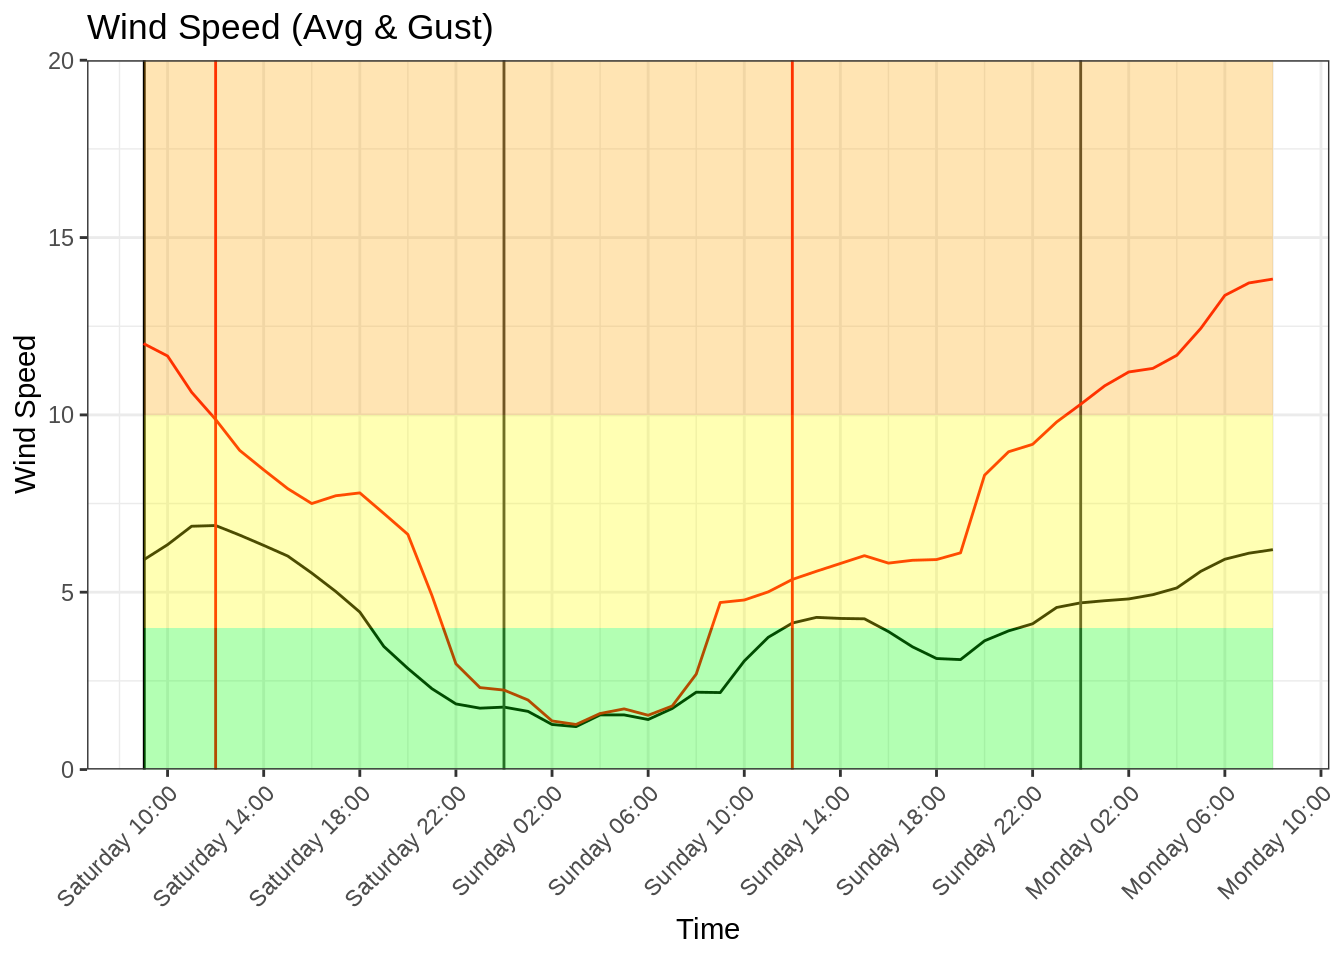 Wind Speed (Avg & Gust)
20
15
10
5
0
Wind Speed
Saturday 10:00
Saturday 14:00
Saturday 18:00
Saturday 22:00
Sunday 02:00
Sunday 06:00
Sunday 10:00
Sunday 14:00
Sunday 18:00
Sunday 22:00
Monday 02:00
Monday 06:00
Monday 10:00
Time